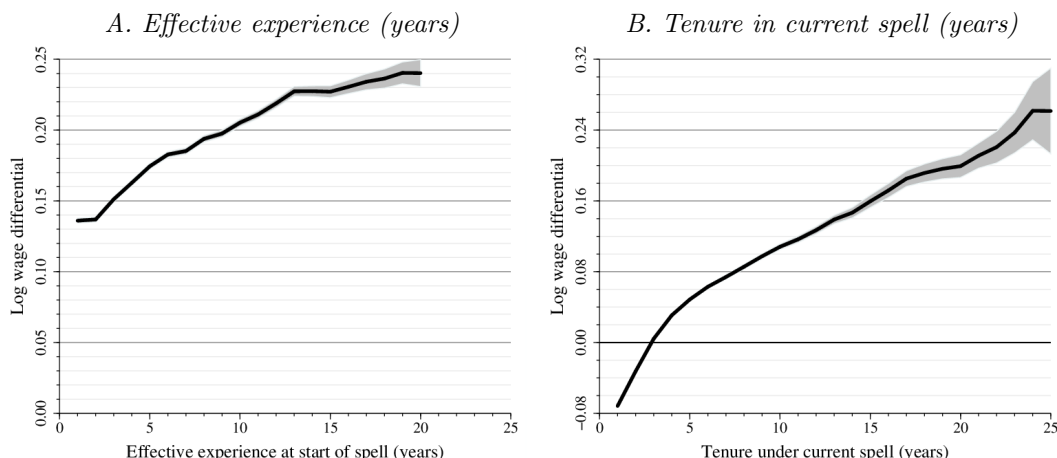 A. Effective experience (years)
Log wage differential
0.25
0.20
0.15
0.10
0.05
0.00
0 5 10 15 20 25
Effective experience at start of spell (years)
B. Tenure in current spell (years)
Log wage differential
0.32
0.24
0.16
0.08
0.00
−0.08
0 5 10 15 20 25
Tenure under current spell (years)